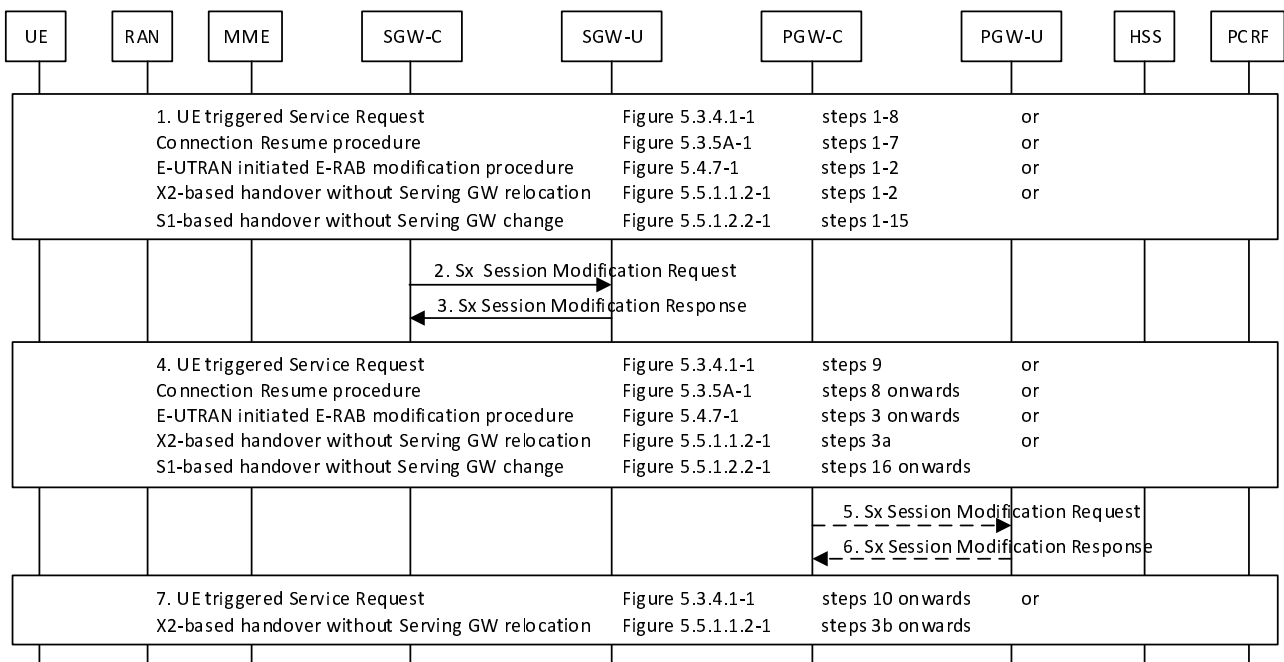 UE RAN MME SGW-C SGW-U PGW-C PGW-U HSS PCRF
1. UE triggered Service Request Figure 5.3.4.1-1 steps 1-8 or
Connection Resume procedure Figure 5.3.5A-1 steps 1-7 or
E-UTRAN initiated E-RAB modification procedure Figure 5.4.7-1 steps 1-2 or
X2-based handover without Serving GW relocation Figure 5.5.1.1.2-1 steps 1-2 or
S1-based handover without Serving GW change Figure 5.5.1.2.2-1 steps 1-15
2. Sx Session Modification Request
3. Sx Session Modification Response
4. UE triggered Service Request Figure 5.3.4.1-1 steps 9 or
Connection Resume procedure Figure 5.3.5A-1 steps 8 onwards or
E-UTRAN initiated E-RAB modification procedure Figure 5.4.7-1 steps 3 onwards or
X2-based handover without Serving GW relocation Figure 5.5.1.1.2-1 steps 3a or
S1-based handover without Serving GW change Figure 5.5.1.2.2-1 steps 16 onwards
5. Sx Session Modification Request
6. Sx Session Modification Response
7. UE triggered Service Request Figure 5.3.4.1-1 steps 10 onwards or
X2-based handover without Serving GW relocation Figure 5.5.1.1.2-1 steps 3b onwards